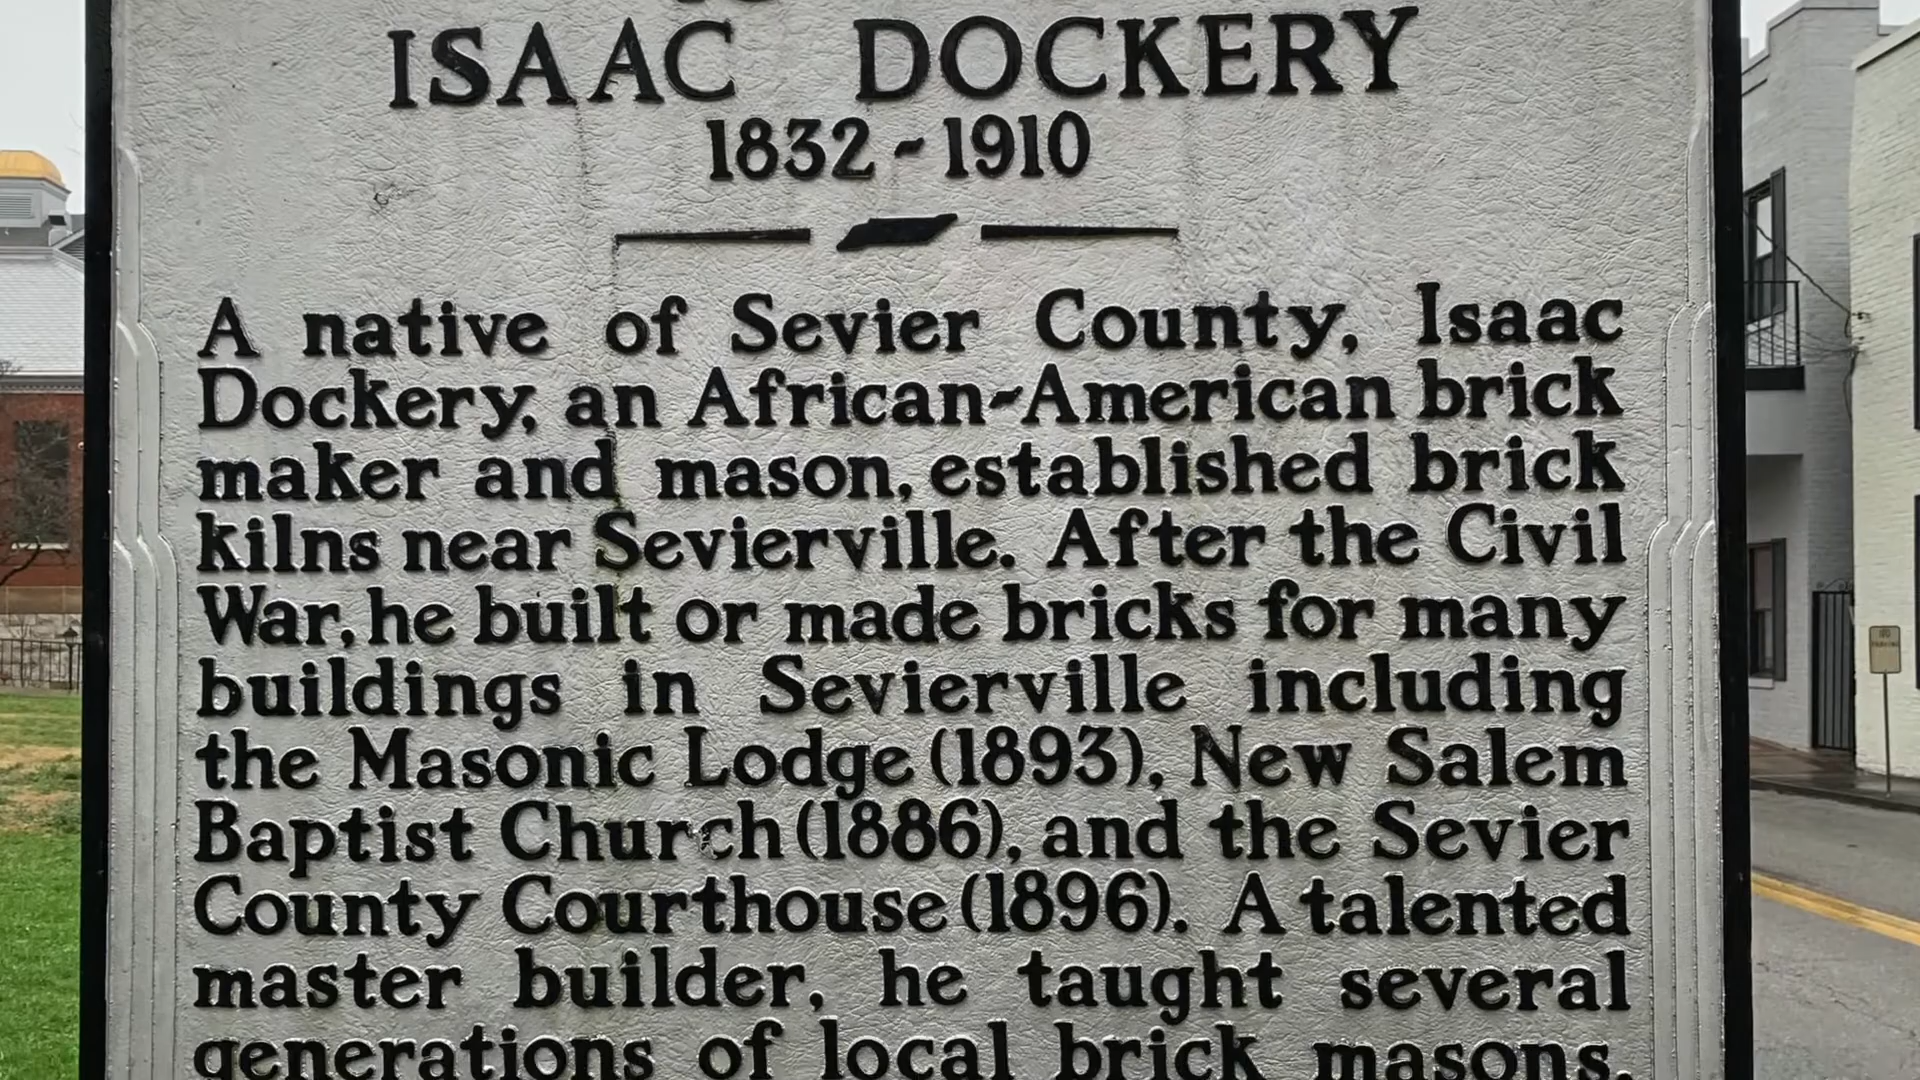 ISAAC DOCKERY
1832-1910
A native of Sevier County, Isaac
Dockery, an African-American brick
maker and mason, established brick
kilns near Sevierville. After the Civil
War, he built or made bricks for many
buildings in Sevierville including
the Masonic Lodge (1893), New Salem
Baptist Church (1886), and the Sevier
County Courthouse (1896). A talented
master builder, he taught several
generations of local brick masons.
NO
PARKING